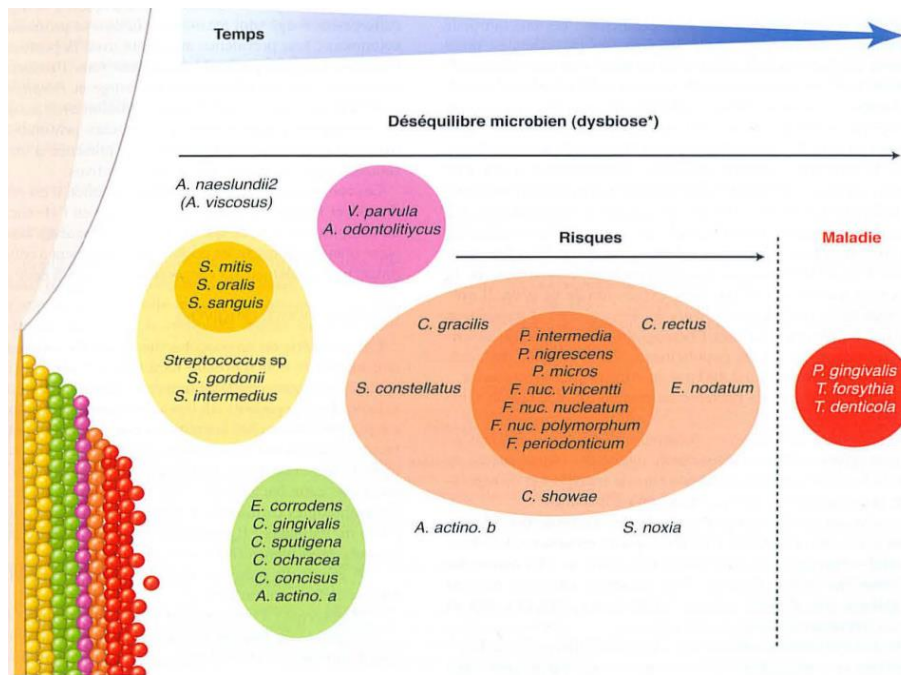 Temps
Déséquilibre microbien (dysbiose*)
A. naeslundii2
(A. viscosus)
V. parvula
A. odontolitiycus
Risques
Maladie
S. mitis
S. oralis
S. sanguis
Streptococcus sp
S. gordonii
S. intermedius
C. gracilis
C. rectus
P. intermedia
P. nigrescens
P. micros
F. nuc. vincentti
F. nuc. nucleatum
F. nuc. polymorphum
F. periodonticum
S. constellatus
E. nodatum
C. showae
P. gingivalis
T. forsythia
T. denticola
E. corrodens
C. gingivalis
C. sputigena
C. ochracea
C. concisus
A. actino. a
A. actino. b
S. noxia